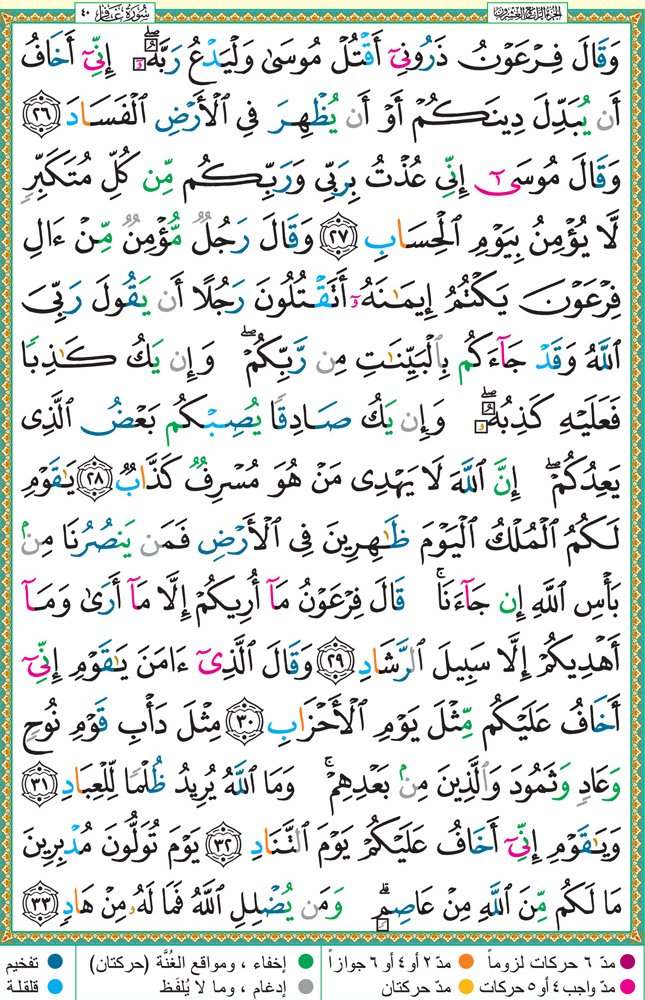 سُورَةُ غَافِر ٤٠ الجزء الرابع والعشرون
وَقَالَ فِرْعَوْنُ ذَرُونِىٓ أَقْتُلْ مُوسَىٰ وَلْيَدْعُ رَبَّهُۥٓ ۖ إِنِّىٓ أَخَافُ
أَن يُبَدِّلَ دِينَكُمْ أَوْ أَن يُظْهِرَ فِى ٱلْأَرْضِ ٱلْفَسَادَ ٢٦
وَقَالَ مُوسَىٰٓ إِنِّى عُذْتُ بِرَبِّى وَرَبِّكُم مِّن كُلِّ مُتَكَبِّرٍ
لَّا يُؤْمِنُ بِيَوْمِ ٱلْحِسَابِ ٢٧ وَقَالَ رَجُلٌ مُّؤْمِنٌ مِّنْ ءَالِ
فِرْعَوْنَ يَكْتُمُ إِيمَـٰنَهُۥٓ أَتَقْتُلُونَ رَجُلًا أَن يَقُولَ رَبِّىَ
ٱللَّهُ وَقَدْ جَآءَكُم بِٱلْبَيِّنَـٰتِ مِن رَّبِّكُمْ ۖ وَإِن يَكُ كَـٰذِبًا
فَعَلَيْهِ كَذِبُهُۥ ۖ وَإِن يَكُ صَادِقًا يُصِبْكُم بَعْضُ ٱلَّذِى
يَعِدُكُمْ ۖ إِنَّ ٱللَّهَ لَا يَهْدِى مَنْ هُوَ مُسْرِفٌ كَذَّابٌ ٢٨ يَـٰقَوْمِ
لَكُمُ ٱلْمُلْكُ ٱلْيَوْمَ ظَـٰهِرِينَ فِى ٱلْأَرْضِ فَمَن يَنصُرُنَا مِنۢ
بَأْسِ ٱللَّهِ إِن جَآءَنَا ۚ قَالَ فِرْعَوْنُ مَآ أُرِيكُمْ إِلَّا مَآ أَرَىٰ وَمَآ
أَهْدِيكُمْ إِلَّا سَبِيلَ ٱلرَّشَادِ ٢٩ وَقَالَ ٱلَّذِىٓ ءَامَنَ يَـٰقَوْمِ إِنِّىٓ
أَخَافُ عَلَيْكُم مِّثْلَ يَوْمِ ٱلْأَحْزَابِ ٣٠ مِثْلَ دَأْبِ قَوْمِ نُوحٍ
وَعَادٍ وَثَمُودَ وَٱلَّذِينَ مِنۢ بَعْدِهِمْ ۚ وَمَا ٱللَّهُ يُرِيدُ ظُلْمًا لِّلْعِبَادِ ٣١
وَيَـٰقَوْمِ إِنِّىٓ أَخَافُ عَلَيْكُمْ يَوْمَ ٱلتَّنَادِ ٣٢ يَوْمَ تُوَلُّونَ مُدْبِرِينَ
مَا لَكُم مِّنَ ٱللَّهِ مِنْ عَاصِمٍ ۗ وَمَن يُضْلِلِ ٱللَّهُ فَمَا لَهُۥ مِنْ هَادٍ ٣٣
مدّ ٦ حركات لزوماً مدّ ٢ أو ٤ أو ٦ جوازاً إخفاء ، ومواقع الغُنَّة (حركتان) تفخيم
مدّ واجب ٤ أو ٥ حركات مدّ حركتان إدغام ، وما لا يُلفَظ قلقلة